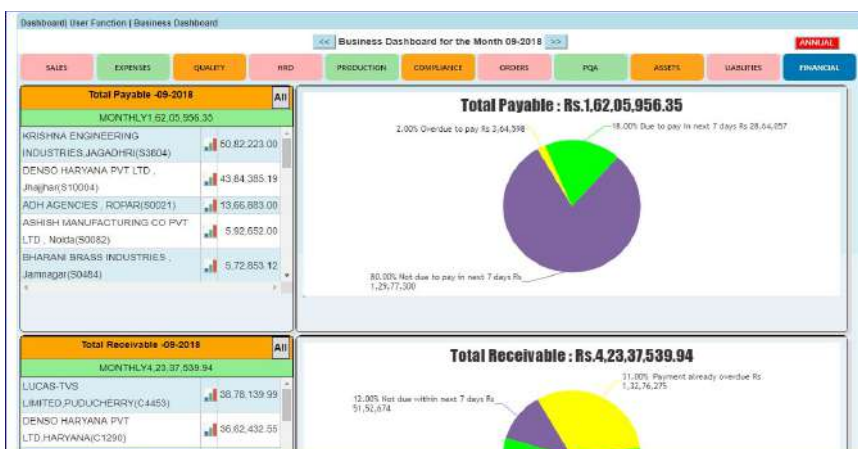 Dashboard| User Function | Business Dashboard
<< Business Dashboard for the Month 09-2018 >>
ANNUAL
SALES EXPENSES QUALITY HRD PRODUCTION COMPLIANCE ORDERS PQA ASSETS LIABLITIES FINANCIAL
Total Payable -09-2018 All
MONTHLY1,62,05,956.35
KRISHNA ENGINEERING
INDUSTRIES,JAGADHRI(S3604) 50,82,223.00
DENSO HARYANA PVT LTD ,
Jhajjhar(S10004) 43,84,385.19
ADH AGENCIES , ROPAR(S0021) 13,66,883.00
ASHISH MANUFACTURING CO PVT
LTD , Noida(S0082) 5,92,652.00
BHARANI BRASS INDUSTRIES ,
Jamnagar(S0484) 5,72,853.12
Total Payable : Rs.1,62,05,956.35
2.00% Overdue to pay Rs 3,64,598
18.00% Due to pay in next 7 days Rs 28,64,057
80.00% Not due to pay in next 7 days Rs
1,29,77,300
Total Receivable -09-2018 All
MONTHLY4,23,37,539.94
LUCAS-TVS
LIMITED,PUDUCHERRY(C4453) 38,78,139.99
DENSO HARYANA PVT
LTD,HARYANA(C1290) 36,62,432.55
Total Receivable : Rs.4,23,37,539.94
31.00% Payment already overdue Rs
1,32,76,275
12.00% Not due within next 7 days Rs
51,52,674